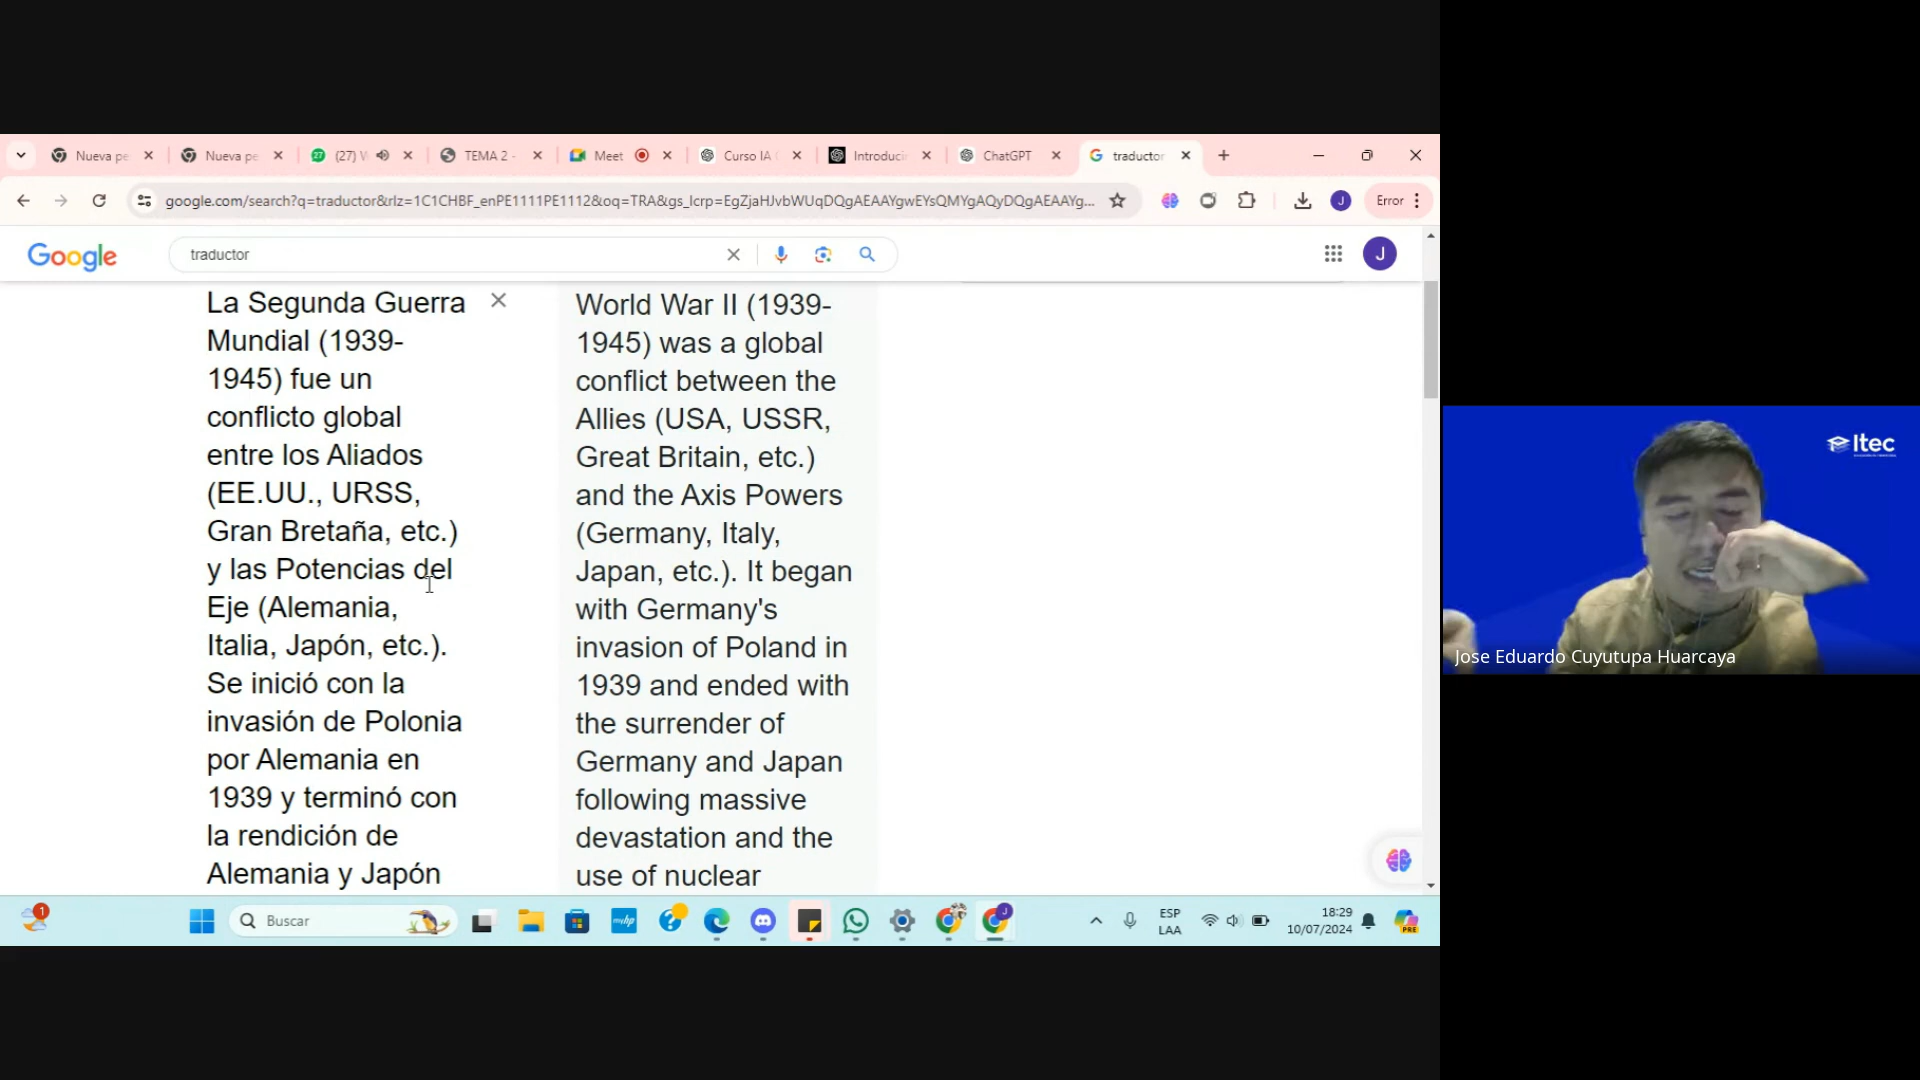 Nueva pe
Nueva pe
(27) V
TEMA 2 -
Meet
Curso IA
Introduci
ChatGPT
traductor
google.com/search?q=traductor&rlz=1C1CHBF_enPE1111PE1112&oq=TRA&gs_lcrp=EgZjaHJvbWUqDQgAEAAYgwEYsQMYgAQyDQgAEAAYg...
J
Error
Google
traductor
J
La Segunda Guerra
Mundial (1939-
1945) fue un
conflicto global
entre los Aliados
(EE.UU., URSS,
Gran Bretaña, etc.)
y las Potencias del
Eje (Alemania,
Italia, Japón, etc.).
Se inició con la
invasión de Polonia
por Alemania en
1939 y terminó con
la rendición de
Alemania y Japón
World War II (1939-
1945) was a global
conflict between the
Allies (USA, USSR,
Great Britain, etc.)
and the Axis Powers
(Germany, Italy,
Japan, etc.). It began
with Germany's
invasion of Poland in
1939 and ended with
the surrender of
Germany and Japan
following massive
devastation and the
use of nuclear
Itec
Jose Eduardo Cuyutupa Huarcaya
1
Buscar
myhp
J
ESP
LAA
18:29
10/07/2024
PRE